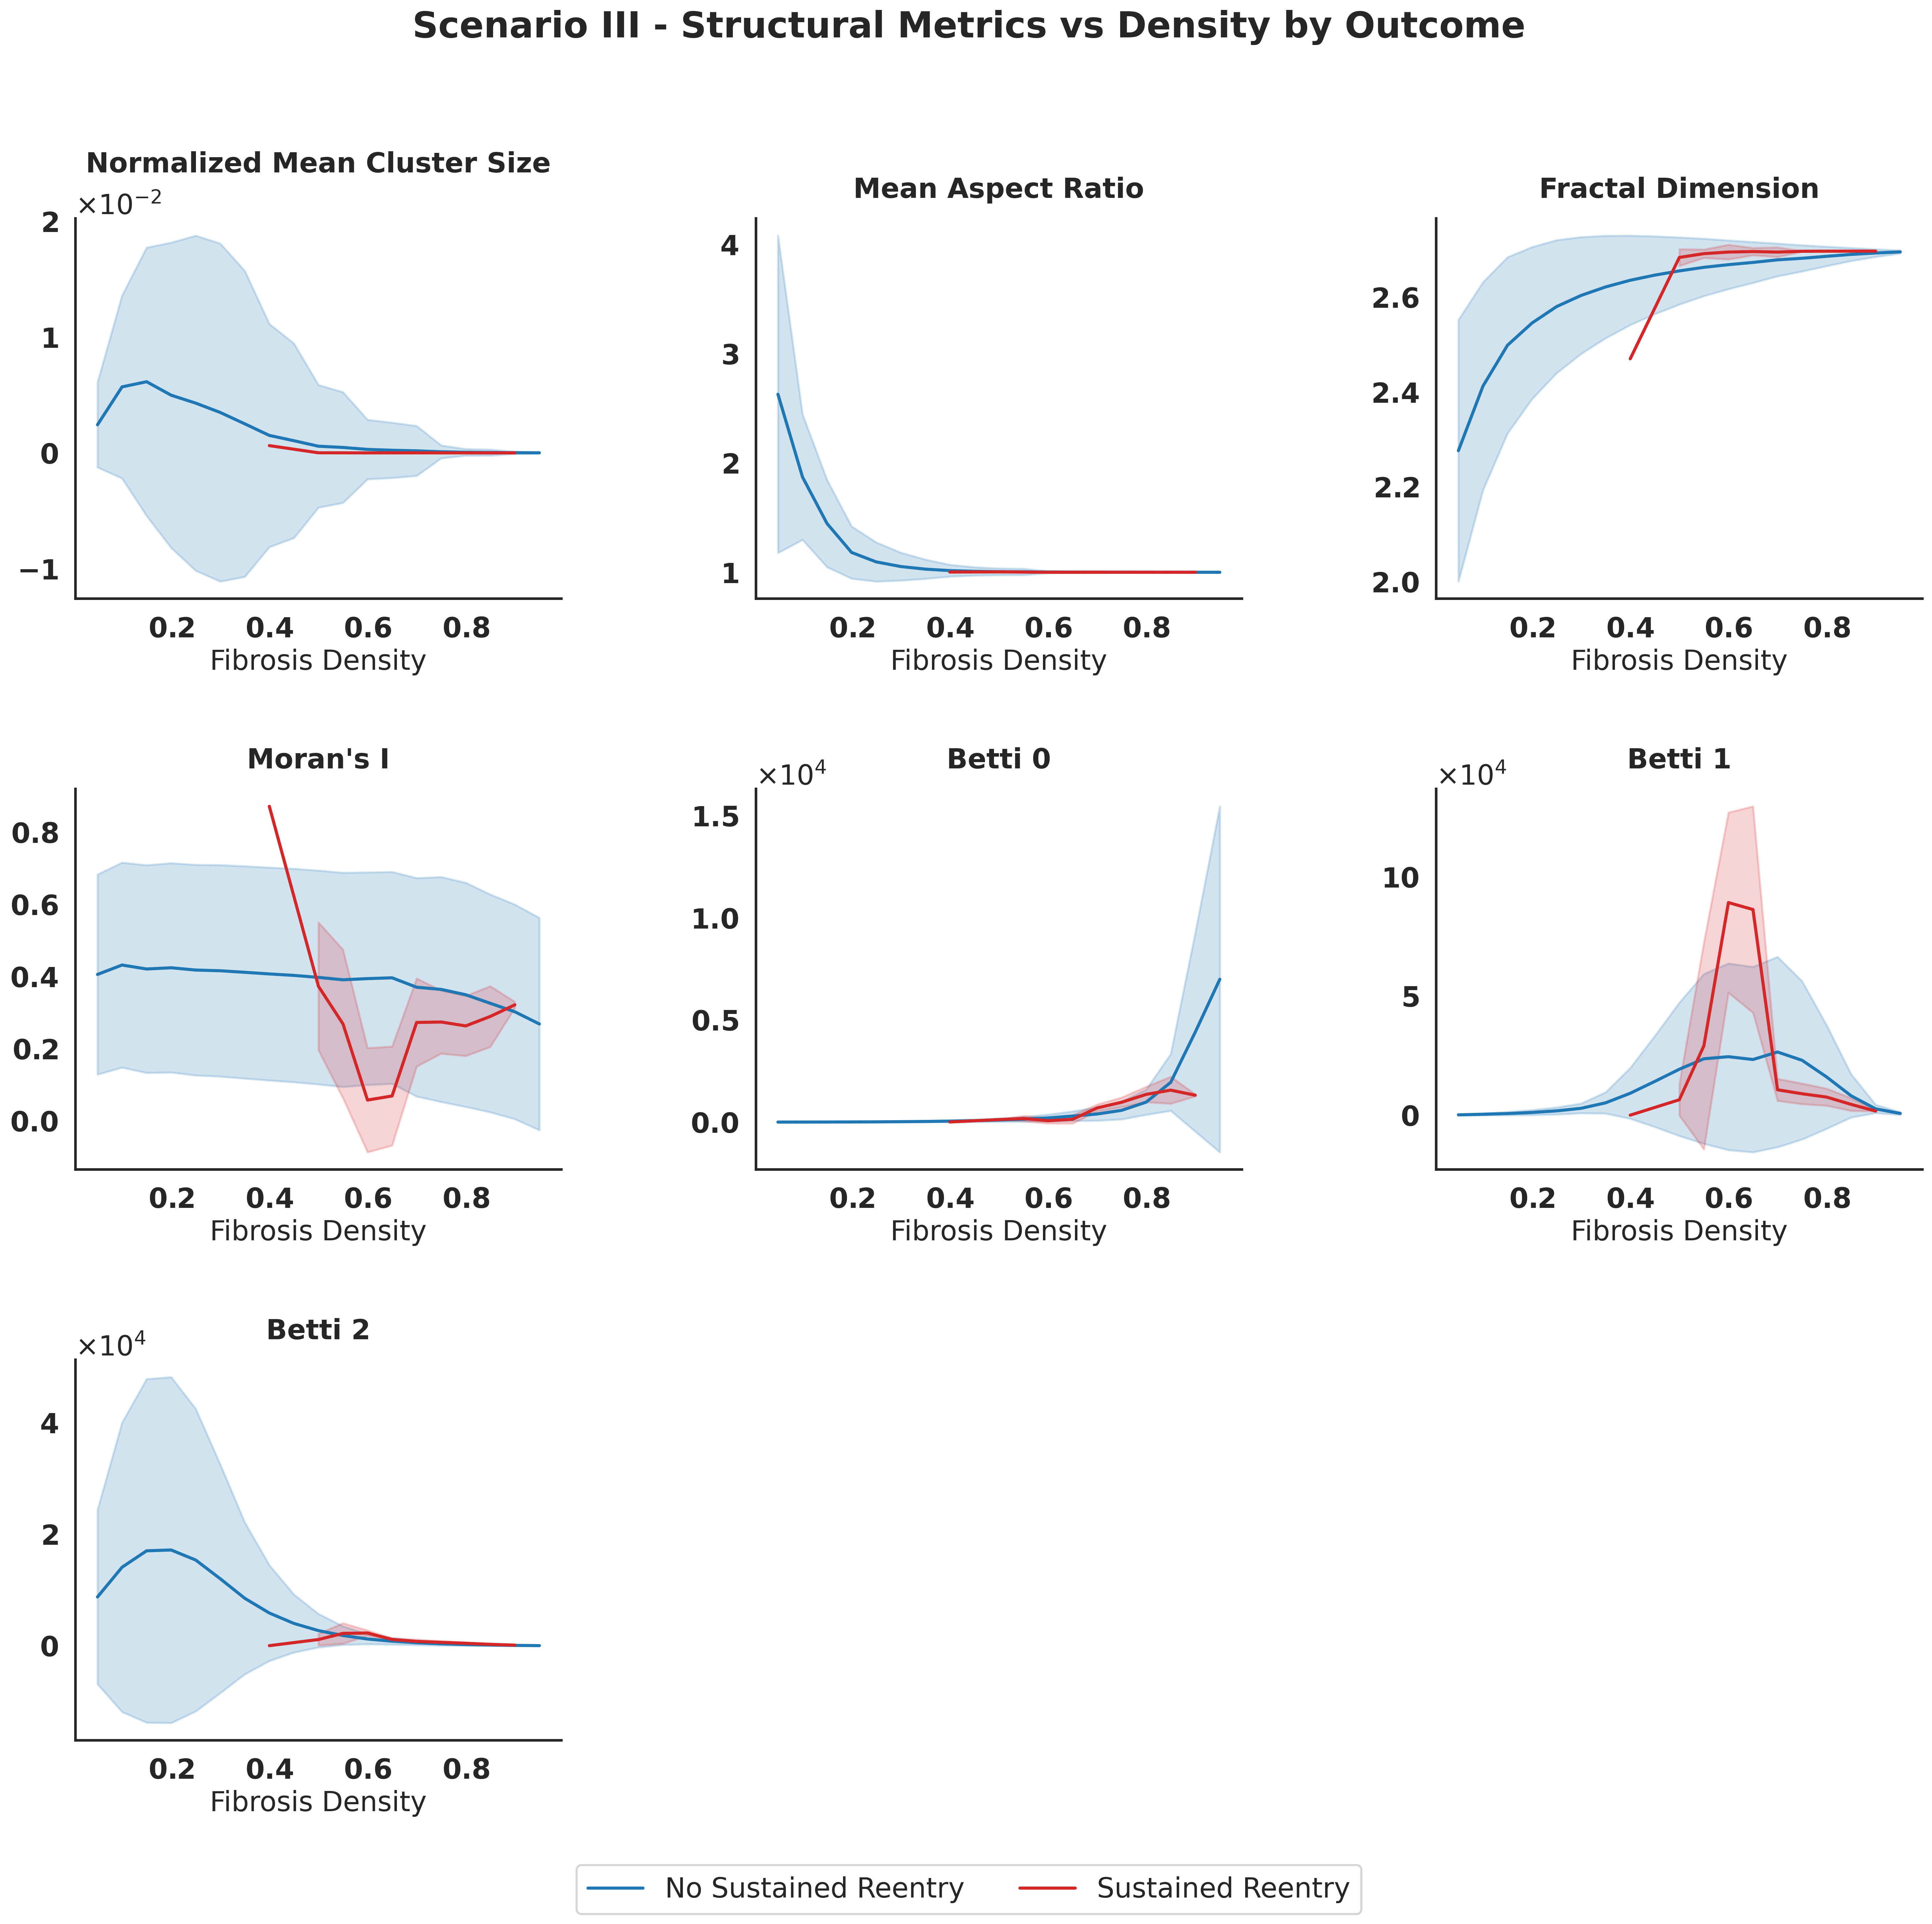 Scenario III - Structural Metrics vs Density by Outcome
Normalized Mean Cluster Size
×10⁻²
2
1
0
−1
0.2 0.4 0.6 0.8
Fibrosis Density
Mean Aspect Ratio
4
3
2
1
0.2 0.4 0.6 0.8
Fibrosis Density
Fractal Dimension
2.6
2.4
2.2
2.0
0.2 0.4 0.6 0.8
Fibrosis Density
Moran's I
0.8
0.6
0.4
0.2
0.0
0.2 0.4 0.6 0.8
Fibrosis Density
Betti 0
×10⁴
1.5
1.0
0.5
0.0
0.2 0.4 0.6 0.8
Fibrosis Density
Betti 1
×10⁴
10
5
0
0.2 0.4 0.6 0.8
Fibrosis Density
Betti 2
×10⁴
4
2
0
0.2 0.4 0.6 0.8
Fibrosis Density
No Sustained Reentry Sustained Reentry